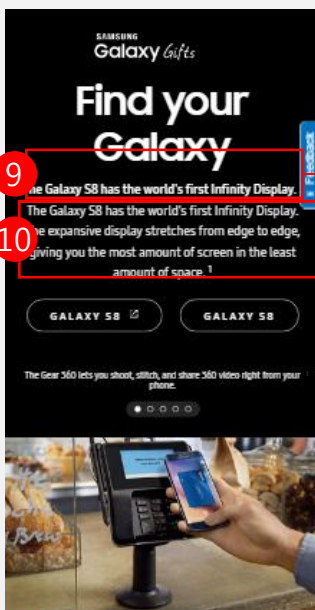 SAMSUNG
Galaxy Gifts
Find your
Galaxy
Feedback
9
he Galaxy S8 has the world's first Infinity Display.
The Galaxy S8 has the world's first Infinity Display.
10
he expansive display stretches from edge to edge,
giving you the most amount of screen in the least
amount of space. 1
GALAXY S8
GALAXY S8
The Gear 360 lets you shoot, stitch, and share 360 video right from your
phone.